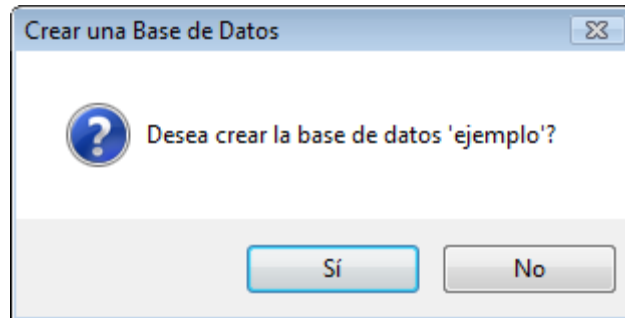 Crear una Base de Datos
Desea crear la base de datos 'ejemplo'?
Sí
No